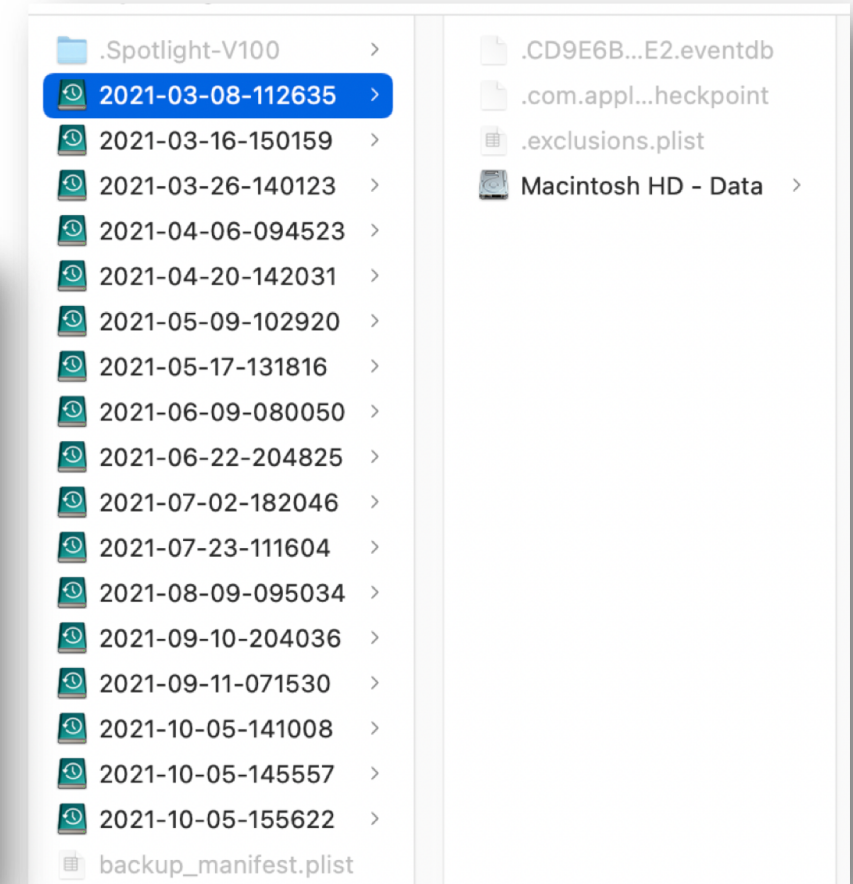 .Spotlight-V100
2021-03-08-112635
2021-03-16-150159
2021-03-26-140123
2021-04-06-094523
2021-04-20-142031
2021-05-09-102920
2021-05-17-131816
2021-06-09-080050
2021-06-22-204825
2021-07-02-182046
2021-07-23-111604
2021-08-09-095034
2021-09-10-204036
2021-09-11-071530
2021-10-05-141008
2021-10-05-145557
2021-10-05-155622
backup_manifest.plist
.CD9E6B...E2.eventdb
.com.appl...heckpoint
.exclusions.plist
Macintosh HD - Data